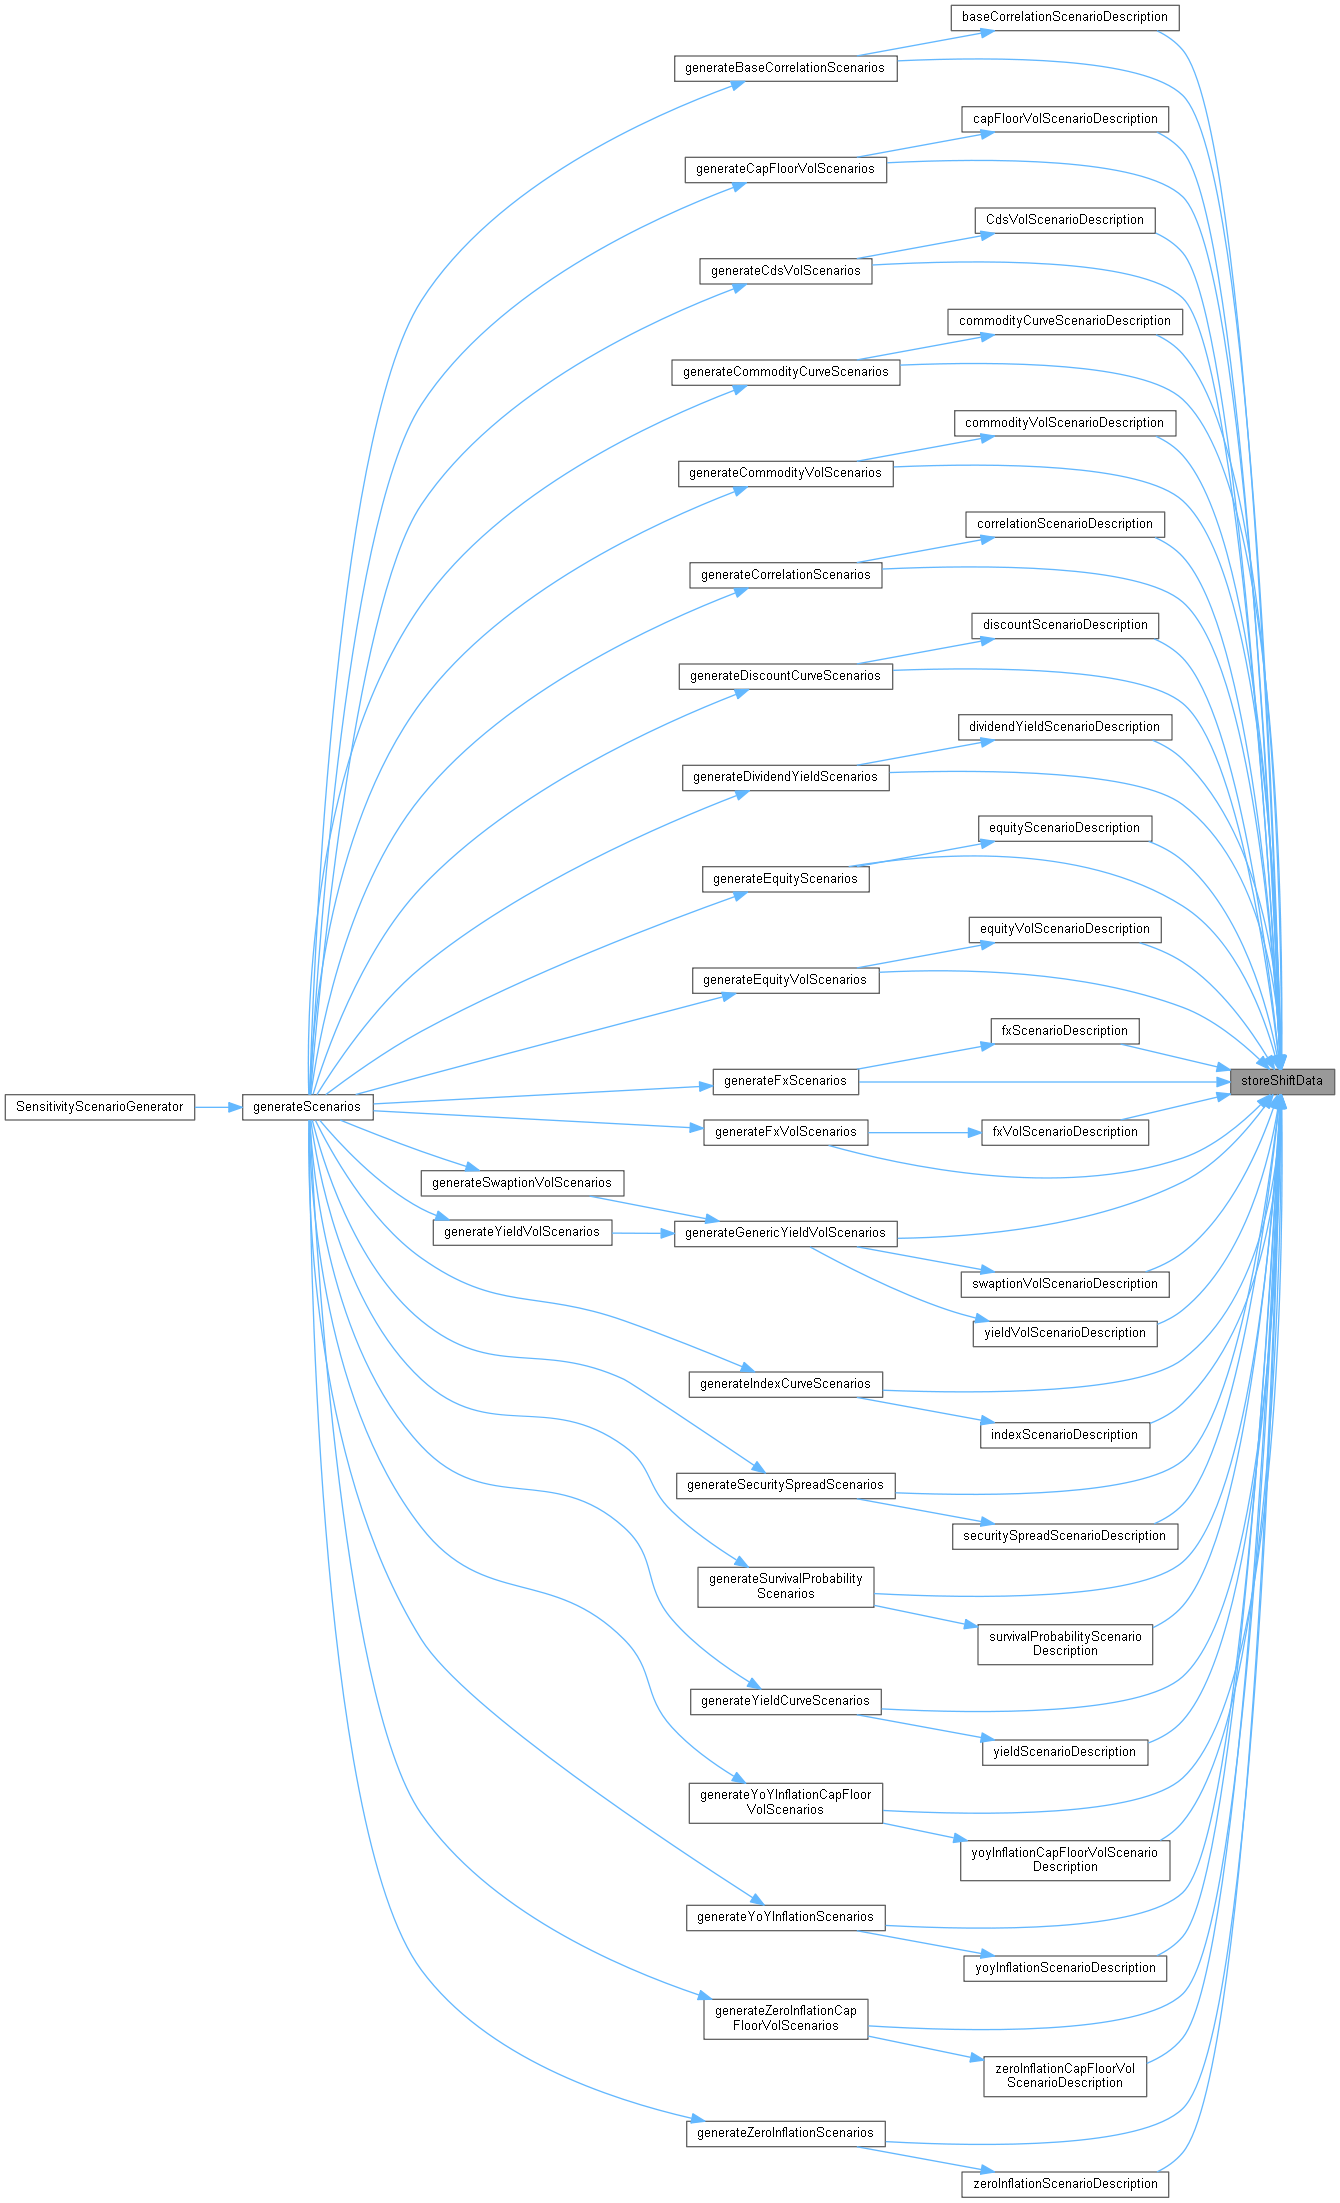 baseCorrelationScenarioDescription
generateBaseCorrelationScenarios
capFloorVolScenarioDescription
generateCapFloorVolScenarios
CdsVolScenarioDescription
generateCdsVolScenarios
commodityCurveScenarioDescription
generateCommodityCurveScenarios
commodityVolScenarioDescription
generateCommodityVolScenarios
correlationScenarioDescription
generateCorrelationScenarios
discountScenarioDescription
generateDiscountCurveScenarios
dividendYieldScenarioDescription
generateDividendYieldScenarios
equityScenarioDescription
generateEquityScenarios
equityVolScenarioDescription
generateEquityVolScenarios
fxScenarioDescription
generateFxScenarios
storeShiftData
SensitivityScenarioGenerator
generateScenarios
generateFxVolScenarios
fxVolScenarioDescription
generateSwaptionVolScenarios
generateYieldVolScenarios
generateGenericYieldVolScenarios
swaptionVolScenarioDescription
yieldVolScenarioDescription
generateIndexCurveScenarios
indexScenarioDescription
generateSecuritySpreadScenarios
securitySpreadScenarioDescription
generateSurvivalProbability
Scenarios
survivalProbabilityScenario
Description
generateYieldCurveScenarios
yieldScenarioDescription
generateYoYInflationCapFloor
VolScenarios
yoyInflationCapFloorVolScenario
Description
generateYoYInflationScenarios
yoyInflationScenarioDescription
generateZeroInflationCap
FloorVolScenarios
zeroInflationCapFloorVol
ScenarioDescription
generateZeroInflationScenarios
zeroInflationScenarioDescription